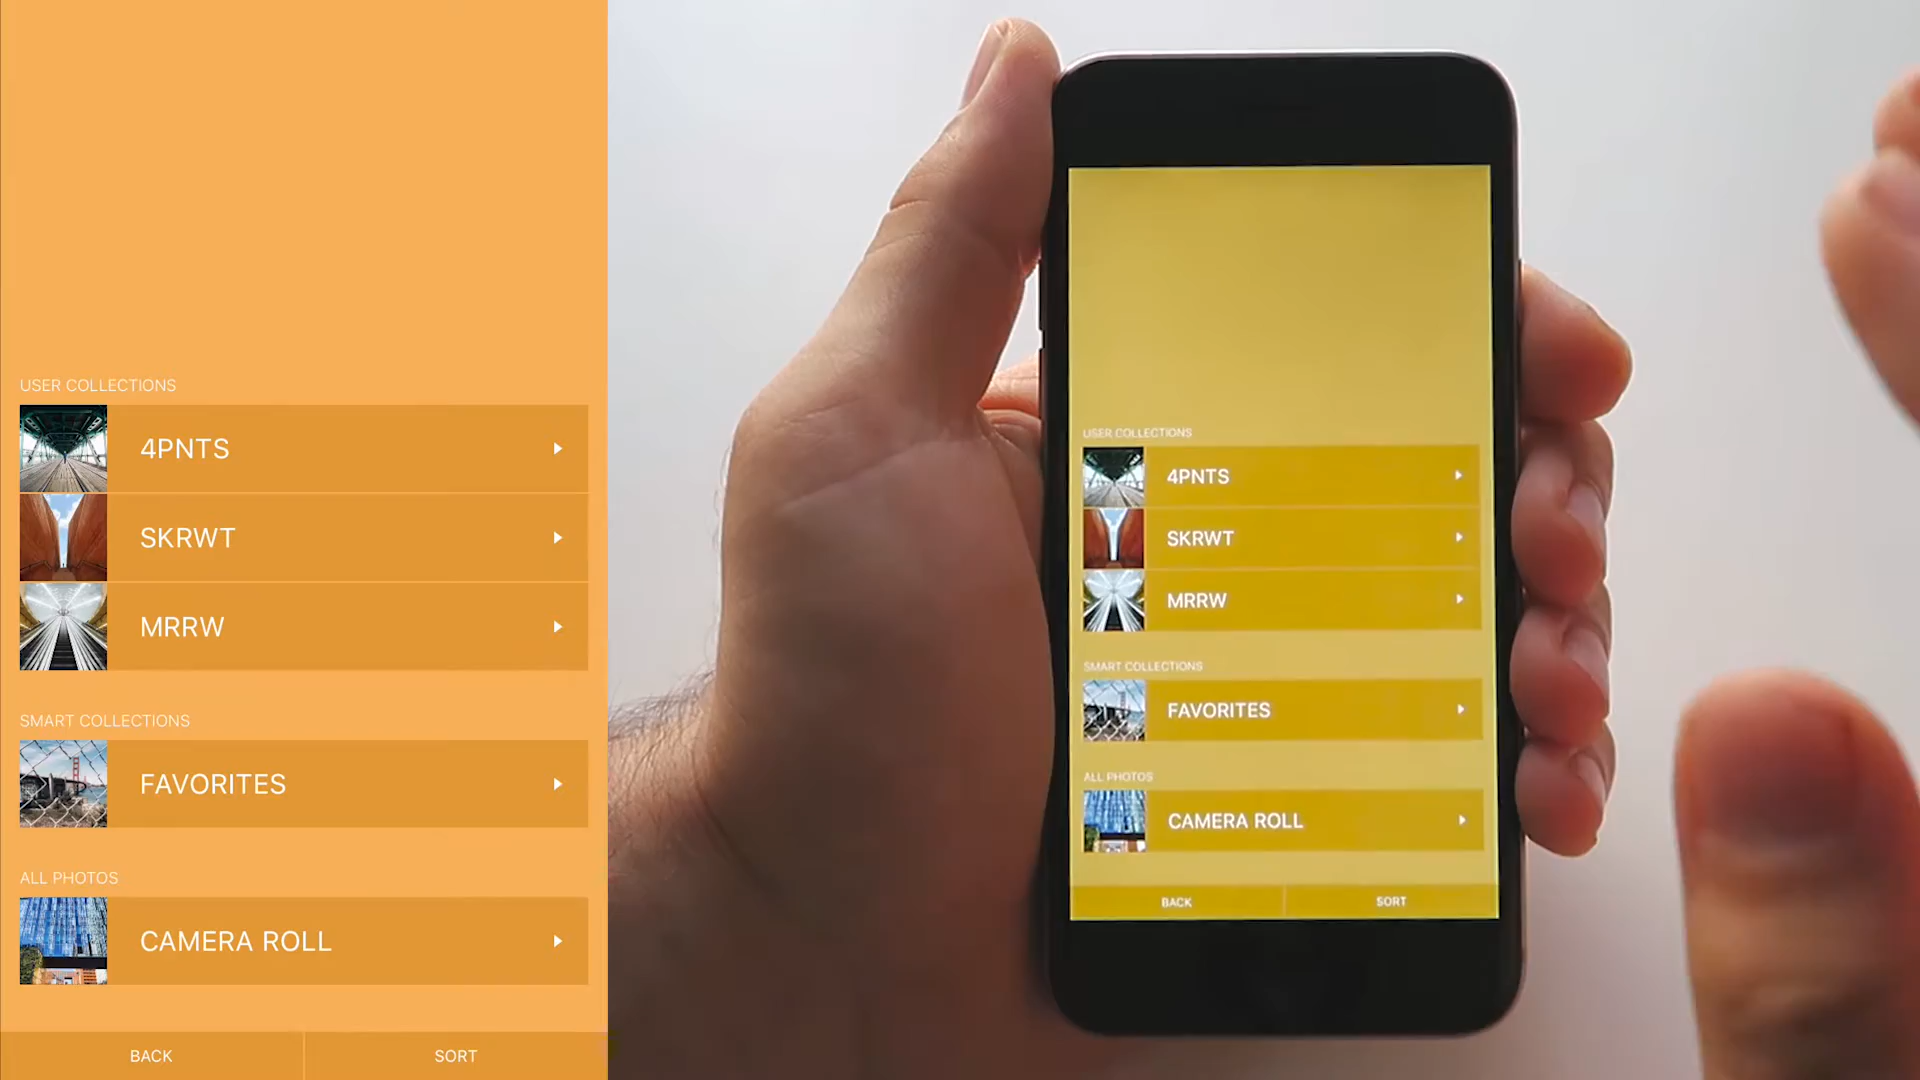 USER COLLECTIONS
4PNTS
SKRWT
MRRW
SMART COLLECTIONS
FAVORITES
ALL PHOTOS
CAMERA ROLL
BACK
SORT
USER COLLECTIONS
4PNTS
SKRWT
MRRW
SMART COLLECTIONS
FAVORITES
ALL PHOTOS
CAMERA ROLL
BACK
SORT